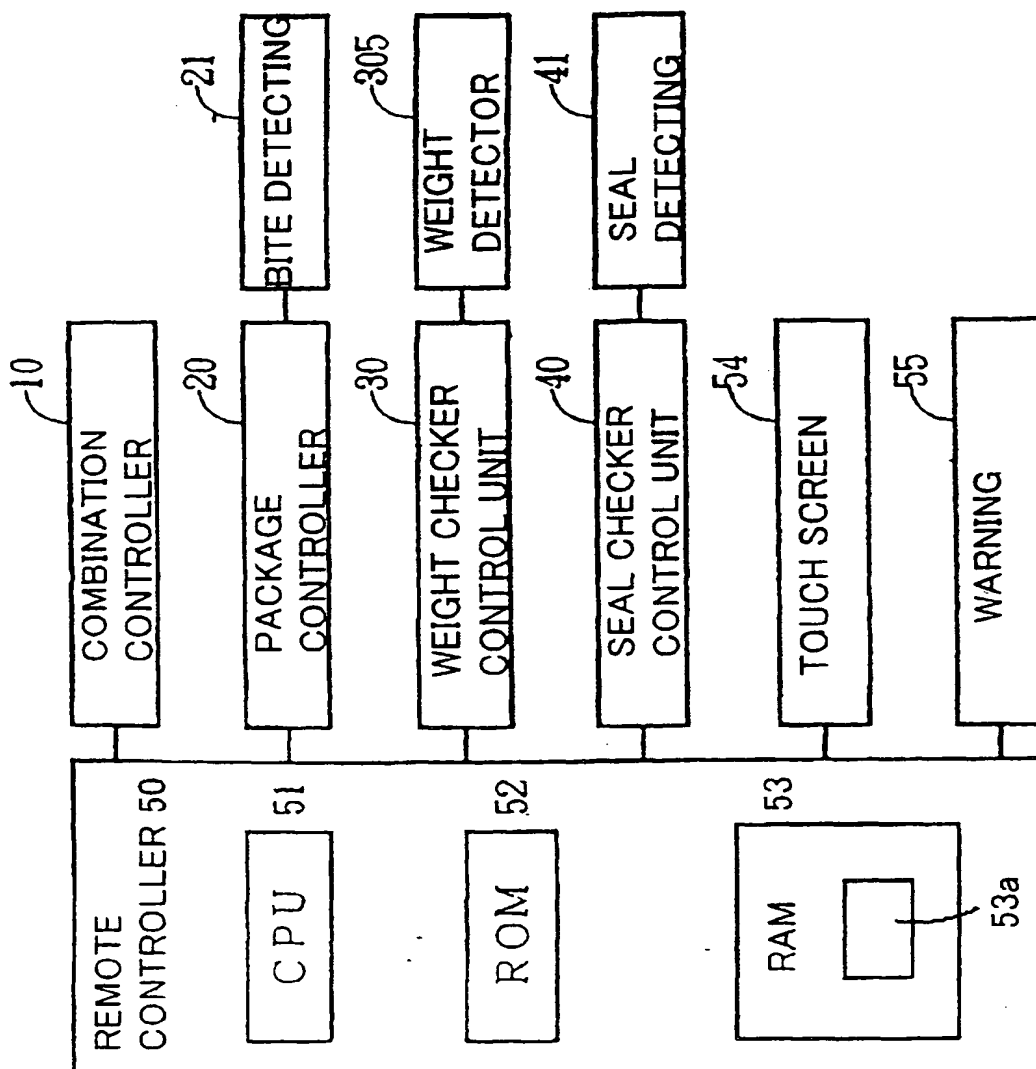 REMOTE
CONTROLLER 50
CPU
51
ROM
52
RAM
53
53a
COMBINATION
CONTROLLER
10
PACKAGE
CONTROLLER
20
BITE DETECTING
21
WEIGHT CHECKER
CONTROL UNIT
30
WEIGHT
DETECTOR
305
SEAL CHECKER
CONTROL UNIT
40
SEAL
DETECTING
41
TOUCH SCREEN
54
WARNING
55